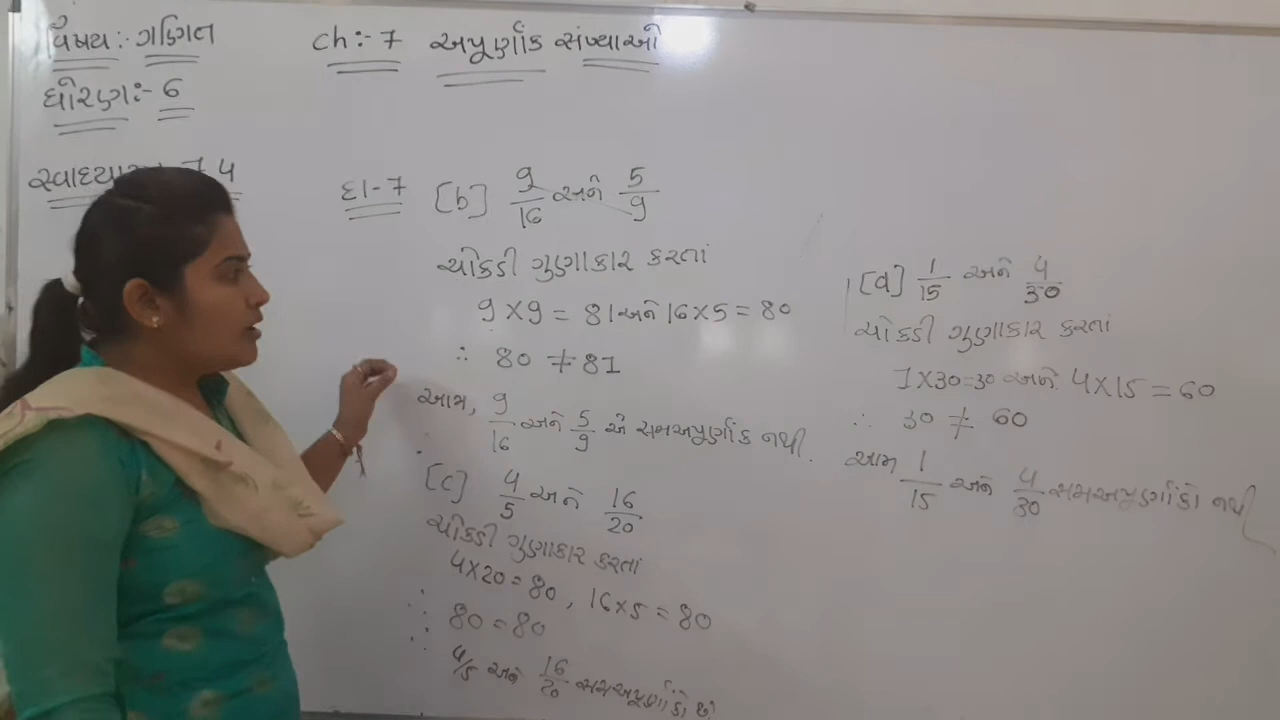 વિષય:- ગણિત
ધોરણ:- 6
ch:- 7 અપૂર્ણાંક સંખ્યાઓ
સ્વાધ્યા 7.4
દા-7 [b] 9/16 અને 5/9
ચોકડી ગુણાકાર કરતાં
9 × 9 = 81 અને 16 × 5 = 80
∴ 80 ≠ 81
આમ, 9/16 અને 5/9 એ સમઅપૂર્ણાંક નથી.
[c] 4/5 અને 16/20
ચોકડી ગુણાકાર કરતાં
4 × 20 = 80, 16 × 5 = 80
∴ 80 = 80
∴ 4/5 અને 16/20 સમઅપૂર્ણાંકો છે
[d] 1/15 અને 4/30
ચોકડી ગુણાકાર કરતાં
1 × 30 = 30 અને 4 × 15 = 60
∴ 30 ≠ 60
આમ 1/15 અને 4/30 સમઅપૂર્ણાંકો નથી